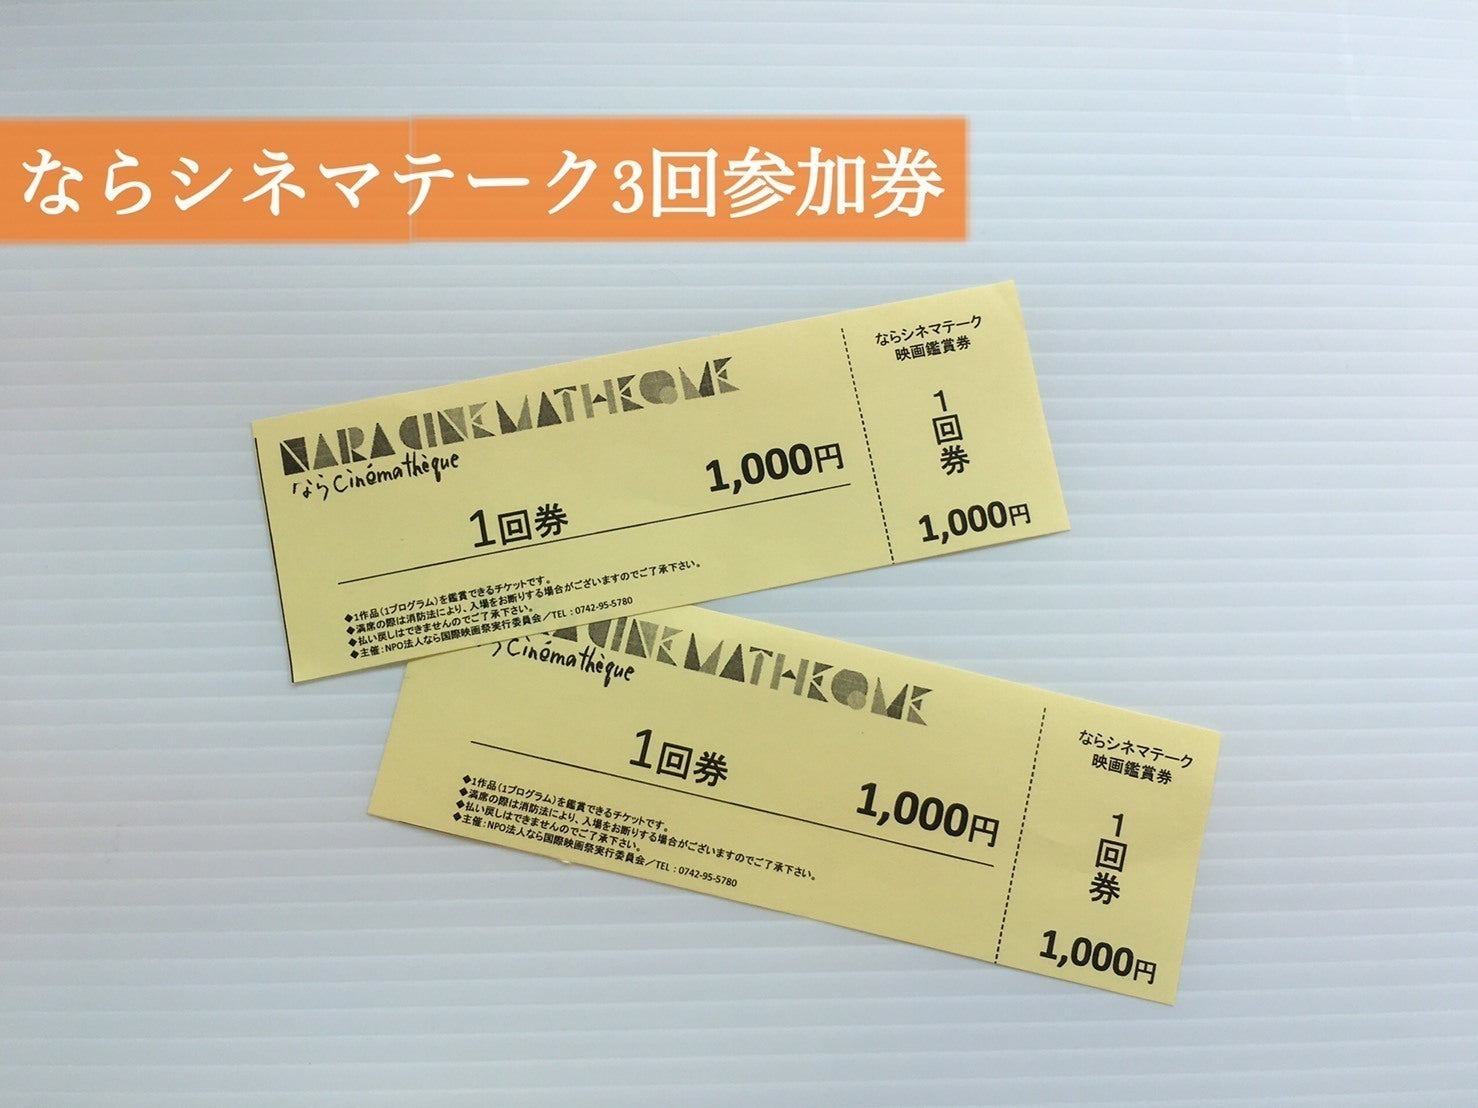 ならシネマテーク3回参加券
NARA CINEMATHEQUE
ならCinémathèque
1回券
1,000円
◆1作品(1プログラム)を鑑賞できるチケットです。
◆満席の際は消防法により、入場をお断りする場合がございますのでご了承下さい。
◆払い戻しはできませんのでご了承下さい。
◆主催：NPO法人なら国際映画祭実行委員会／TEL：0742-95-5780
ならシネマテーク
映画鑑賞券
1回券
1,000円
CINEMATHEQUE
らCinémathèque
1回券
1,000円
◆1作品(1プログラム)を鑑賞できるチケットです。
◆満席の際は消防法により、入場をお断りする場合がございますのでご了承下さい。
◆払い戻しはできませんのでご了承下さい。
◆主催：NPO法人なら国際映画祭実行委員会／TEL：0742-95-5780
ならシネマテーク
映画鑑賞券
1回券
1,000円